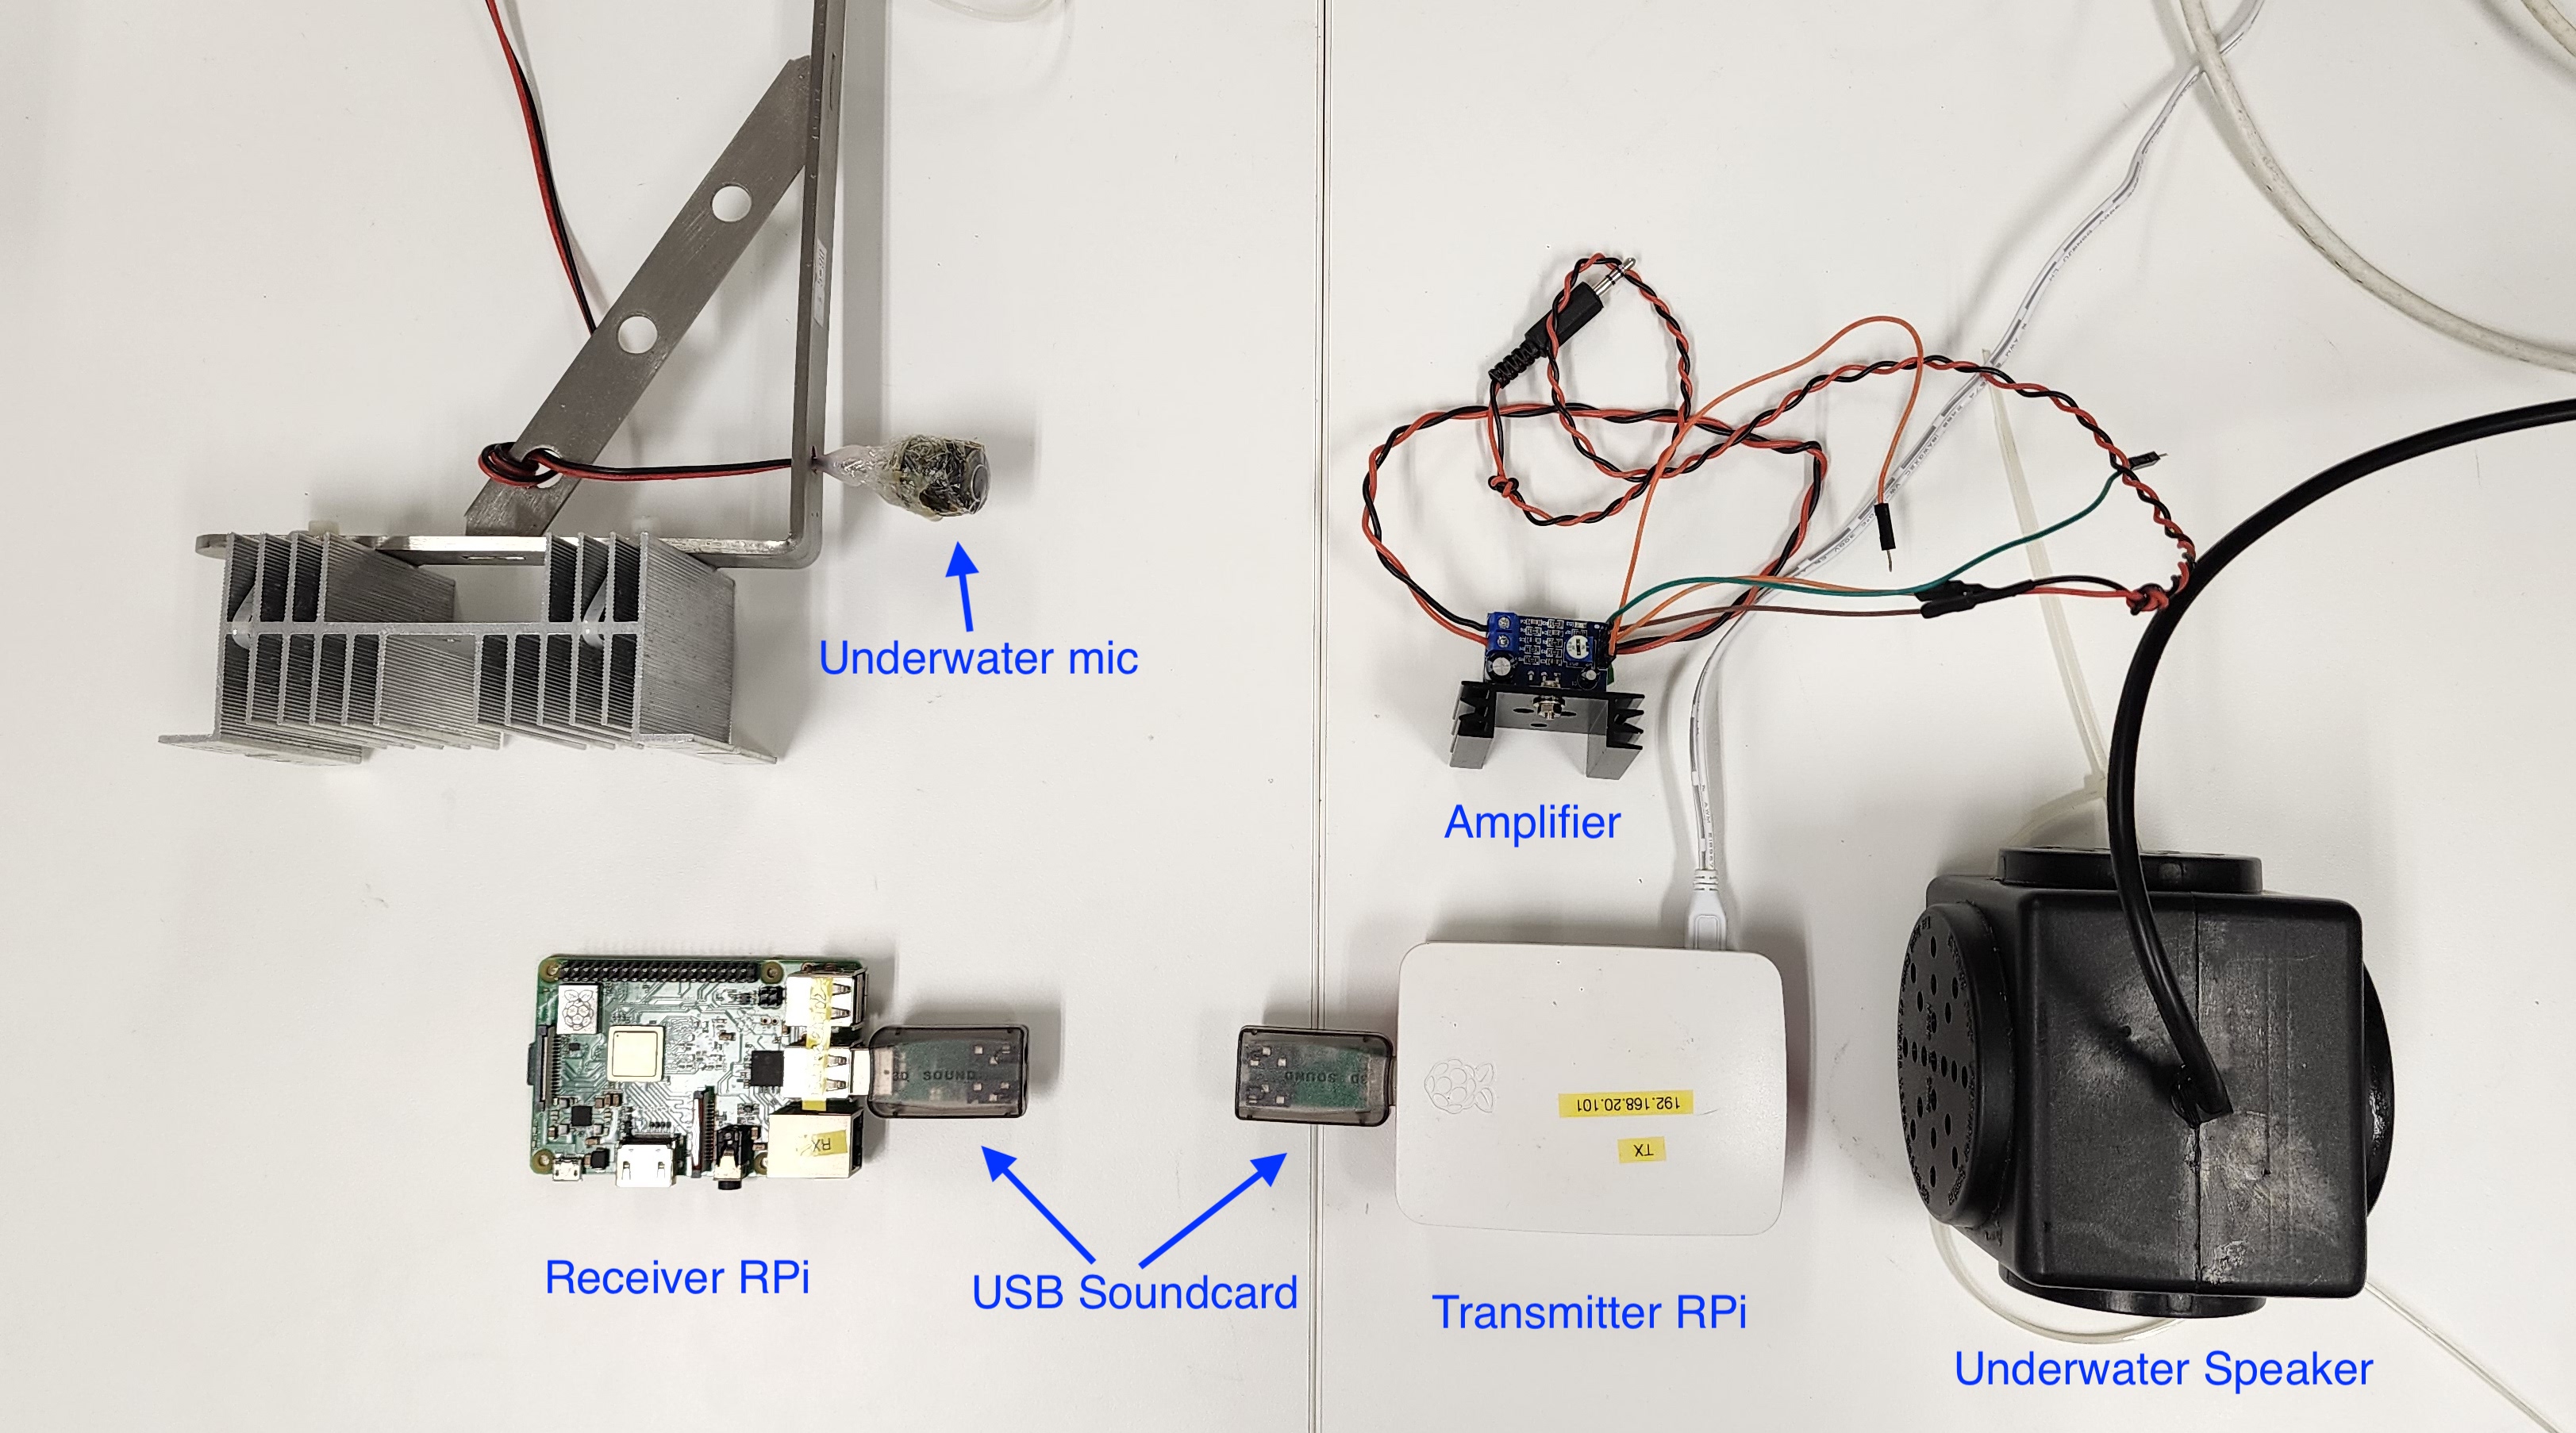 Underwater mic
Amplifier
3D SOUND
3D SOUND
192.168.20.101
TX
RX
Receiver RPi
USB Soundcard
Transmitter RPi
Underwater Speaker